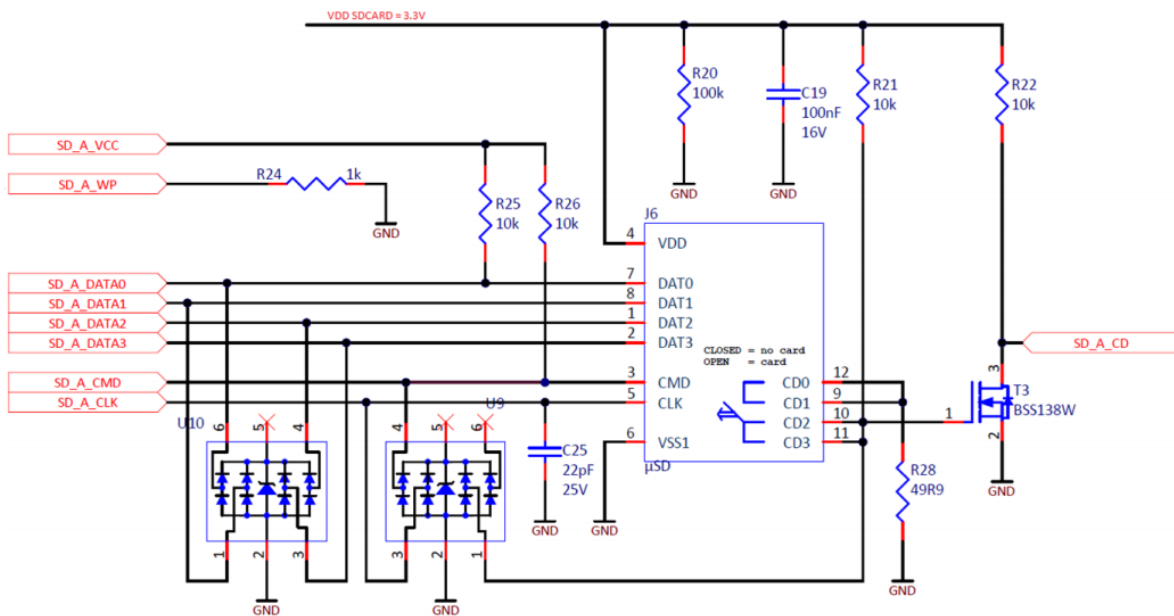 VDD SDCARD = 3.3V
R20
100k
C19
100nF
16V
R21
10k
R22
10k
SD_A_VCC
SD_A_WP
R24
1k
GND
R25
10k
R26
10k
GND
GND
J6
4
VDD
SD_A_DATA0
7
DAT0
SD_A_DATA1
8
DAT1
SD_A_DATA2
1
DAT2
SD_A_DATA3
2
DAT3
CLOSED = no card
OPEN = card
SD_A_CD
SD_A_CMD
3
CMD
CD0
12
SD_A_CLK
5
CLK
CD1
9
CD2
10
CD3
11
6
VSS1
µSD
3
T3
BSS138W
1
2
GND
U10
6
5
4
U9
4
5
6
C25
22pF
25V
R28
49R9
GND
GND
GND
1
2
3
3
2
1
GND
GND